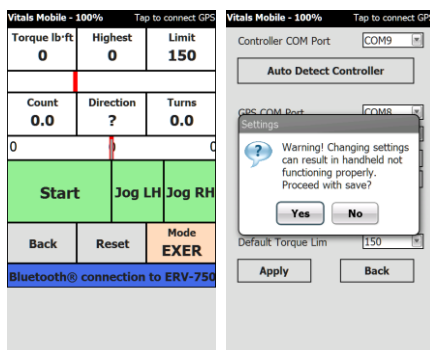 Vitals Mobile - 100% Tap to connect GPS
Torque lb·ft Highest Limit
0 0 150
Count Direction Turns
0.0 ? 0.0
0 0
Start Jog LH Jog RH
Back Reset Mode
EXER
Bluetooth® connection to ERV-750
Vitals Mobile - 100% Tap to connect GPS
Controller COM Port COM9
Auto Detect Controller
GPS COM Port COM8
Settings
Warning! Changing settings
can result in handheld not
functioning properly.
Proceed with save?
Yes No
Default Torque Lim 150
Apply Back